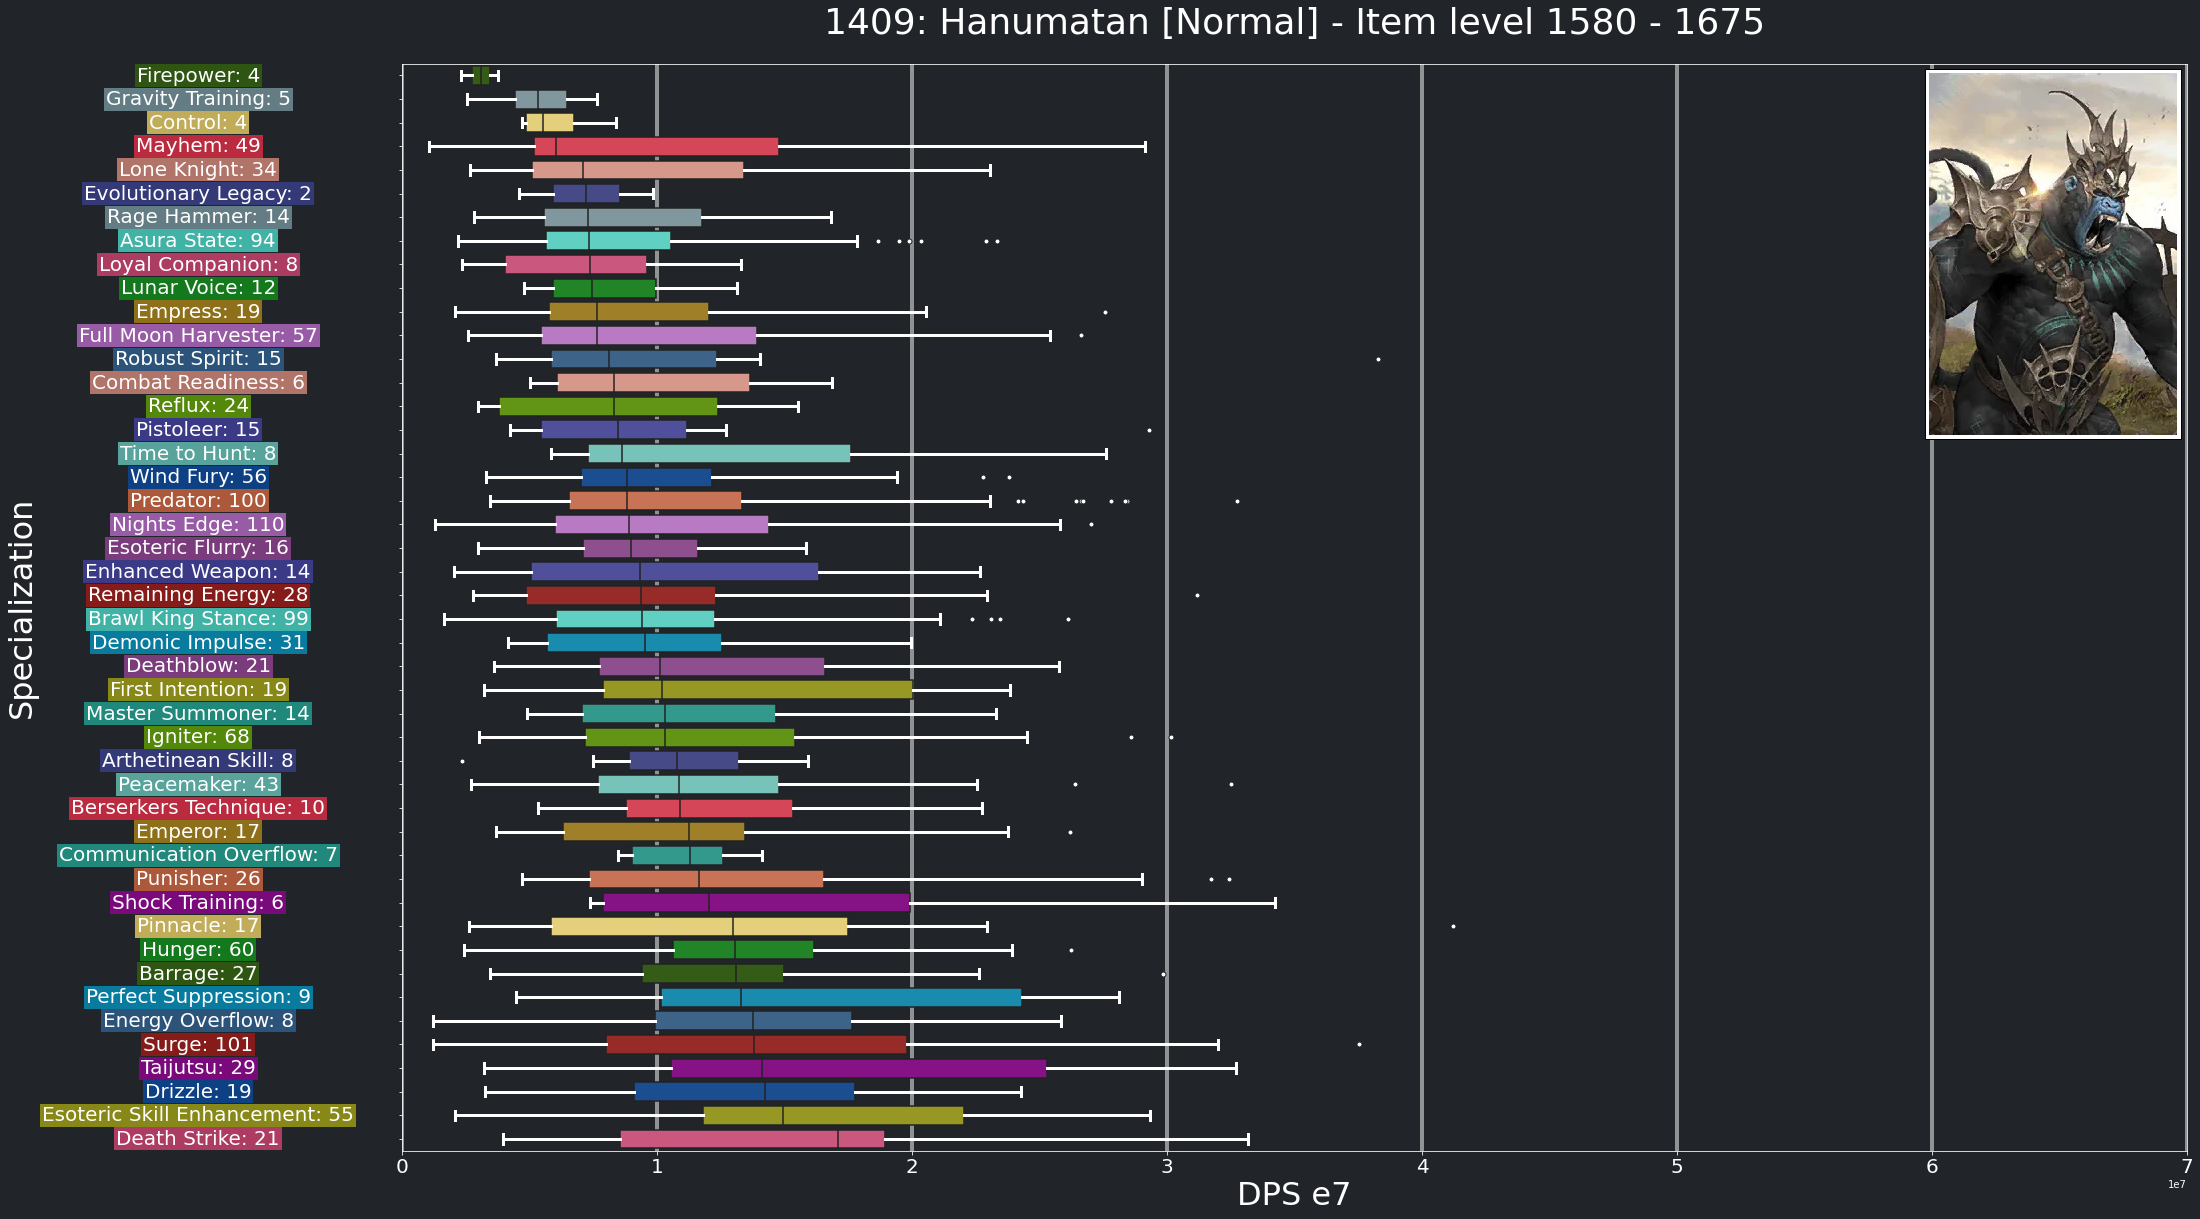 1409: Hanumatan [Normal] - Item level 1580 - 1675
Specialization
Firepower: 4
Gravity Training: 5
Control: 4
Mayhem: 49
Lone Knight: 34
Evolutionary Legacy: 2
Rage Hammer: 14
Asura State: 94
Loyal Companion: 8
Lunar Voice: 12
Empress: 19
Full Moon Harvester: 57
Robust Spirit: 15
Combat Readiness: 6
Reflux: 24
Pistoleer: 15
Time to Hunt: 8
Wind Fury: 56
Predator: 100
Nights Edge: 110
Esoteric Flurry: 16
Enhanced Weapon: 14
Remaining Energy: 28
Brawl King Stance: 99
Demonic Impulse: 31
Deathblow: 21
First Intention: 19
Master Summoner: 14
Igniter: 68
Arthetinean Skill: 8
Peacemaker: 43
Berserkers Technique: 10
Emperor: 17
Communication Overflow: 7
Punisher: 26
Shock Training: 6
Pinnacle: 17
Hunger: 60
Barrage: 27
Perfect Suppression: 9
Energy Overflow: 8
Surge: 101
Taijutsu: 29
Drizzle: 19
Esoteric Skill Enhancement: 55
Death Strike: 21
0 1 2 3 4 5 6 7
1e7
DPS e7